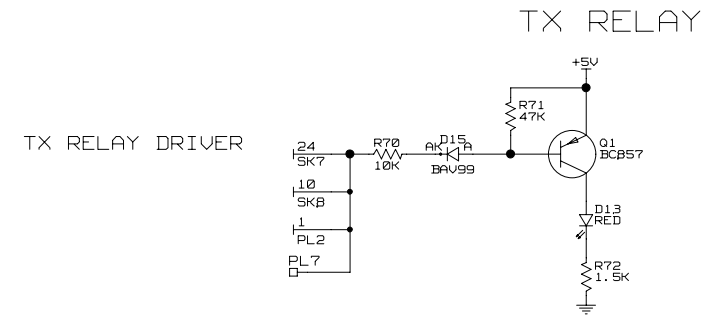 TX RELAY
+5V
R71
47K
TX RELAY DRIVER
24
SK7
R70
10K
D15
AK
A
BAV99
Q1
BC857
10
SK8
1
PL2
D13
RED
PL7
R72
1.5K